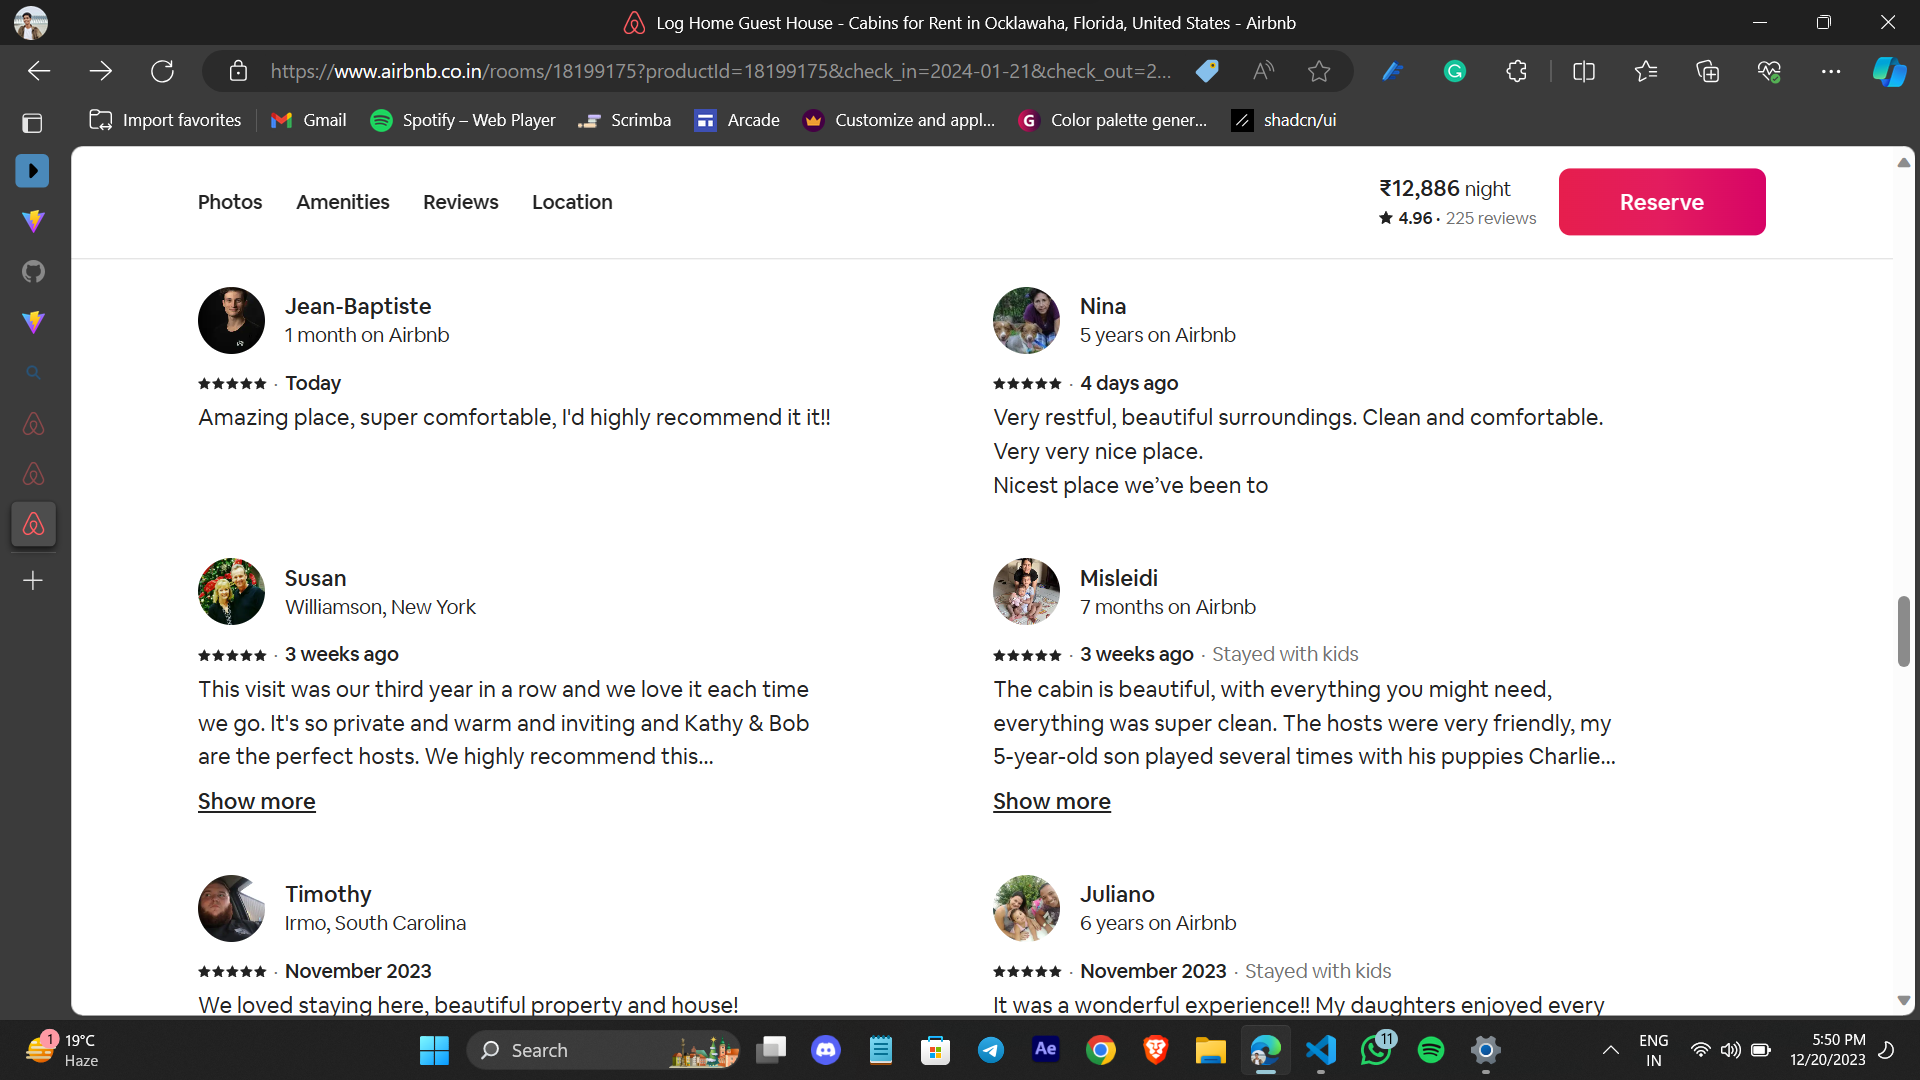 Log Home Guest House - Cabins for Rent in Ocklawaha, Florida, United States - Airbnb
https://www.airbnb.co.in/rooms/18199175?productId=18199175&check_in=2024-01-21&check_out=2...
Import favorites
Gmail
Spotify – Web Player
Scrimba
Arcade
Customize and appl...
Color palette gener...
shadcn/ui
Photos
Amenities
Reviews
Location
₹12,886 night
4.96 · 225 reviews
Reserve
Jean-Baptiste
1 month on Airbnb
★★★★★ · Today
Amazing place, super comfortable, I'd highly recommend it it!!
Nina
5 years on Airbnb
★★★★★ · 4 days ago
Very restful, beautiful surroundings. Clean and comfortable.
Very very nice place.
Nicest place we’ve been to
Susan
Williamson, New York
★★★★★ · 3 weeks ago
This visit was our third year in a row and we love it each time
we go. It's so private and warm and inviting and Kathy & Bob
are the perfect hosts. We highly recommend this...
Show more
Misleidi
7 months on Airbnb
★★★★★ · 3 weeks ago · Stayed with kids
The cabin is beautiful, with everything you might need,
everything was super clean. The hosts were very friendly, my
5-year-old son played several times with his puppies Charlie...
Show more
Timothy
Irmo, South Carolina
★★★★★ · November 2023
We loved staying here, beautiful property and house!
Juliano
6 years on Airbnb
★★★★★ · November 2023 · Stayed with kids
It was a wonderful experience!! My daughters enjoyed every
1
19°C
Haze
Search
Ae
11
ENG
IN
5:50 PM
12/20/2023